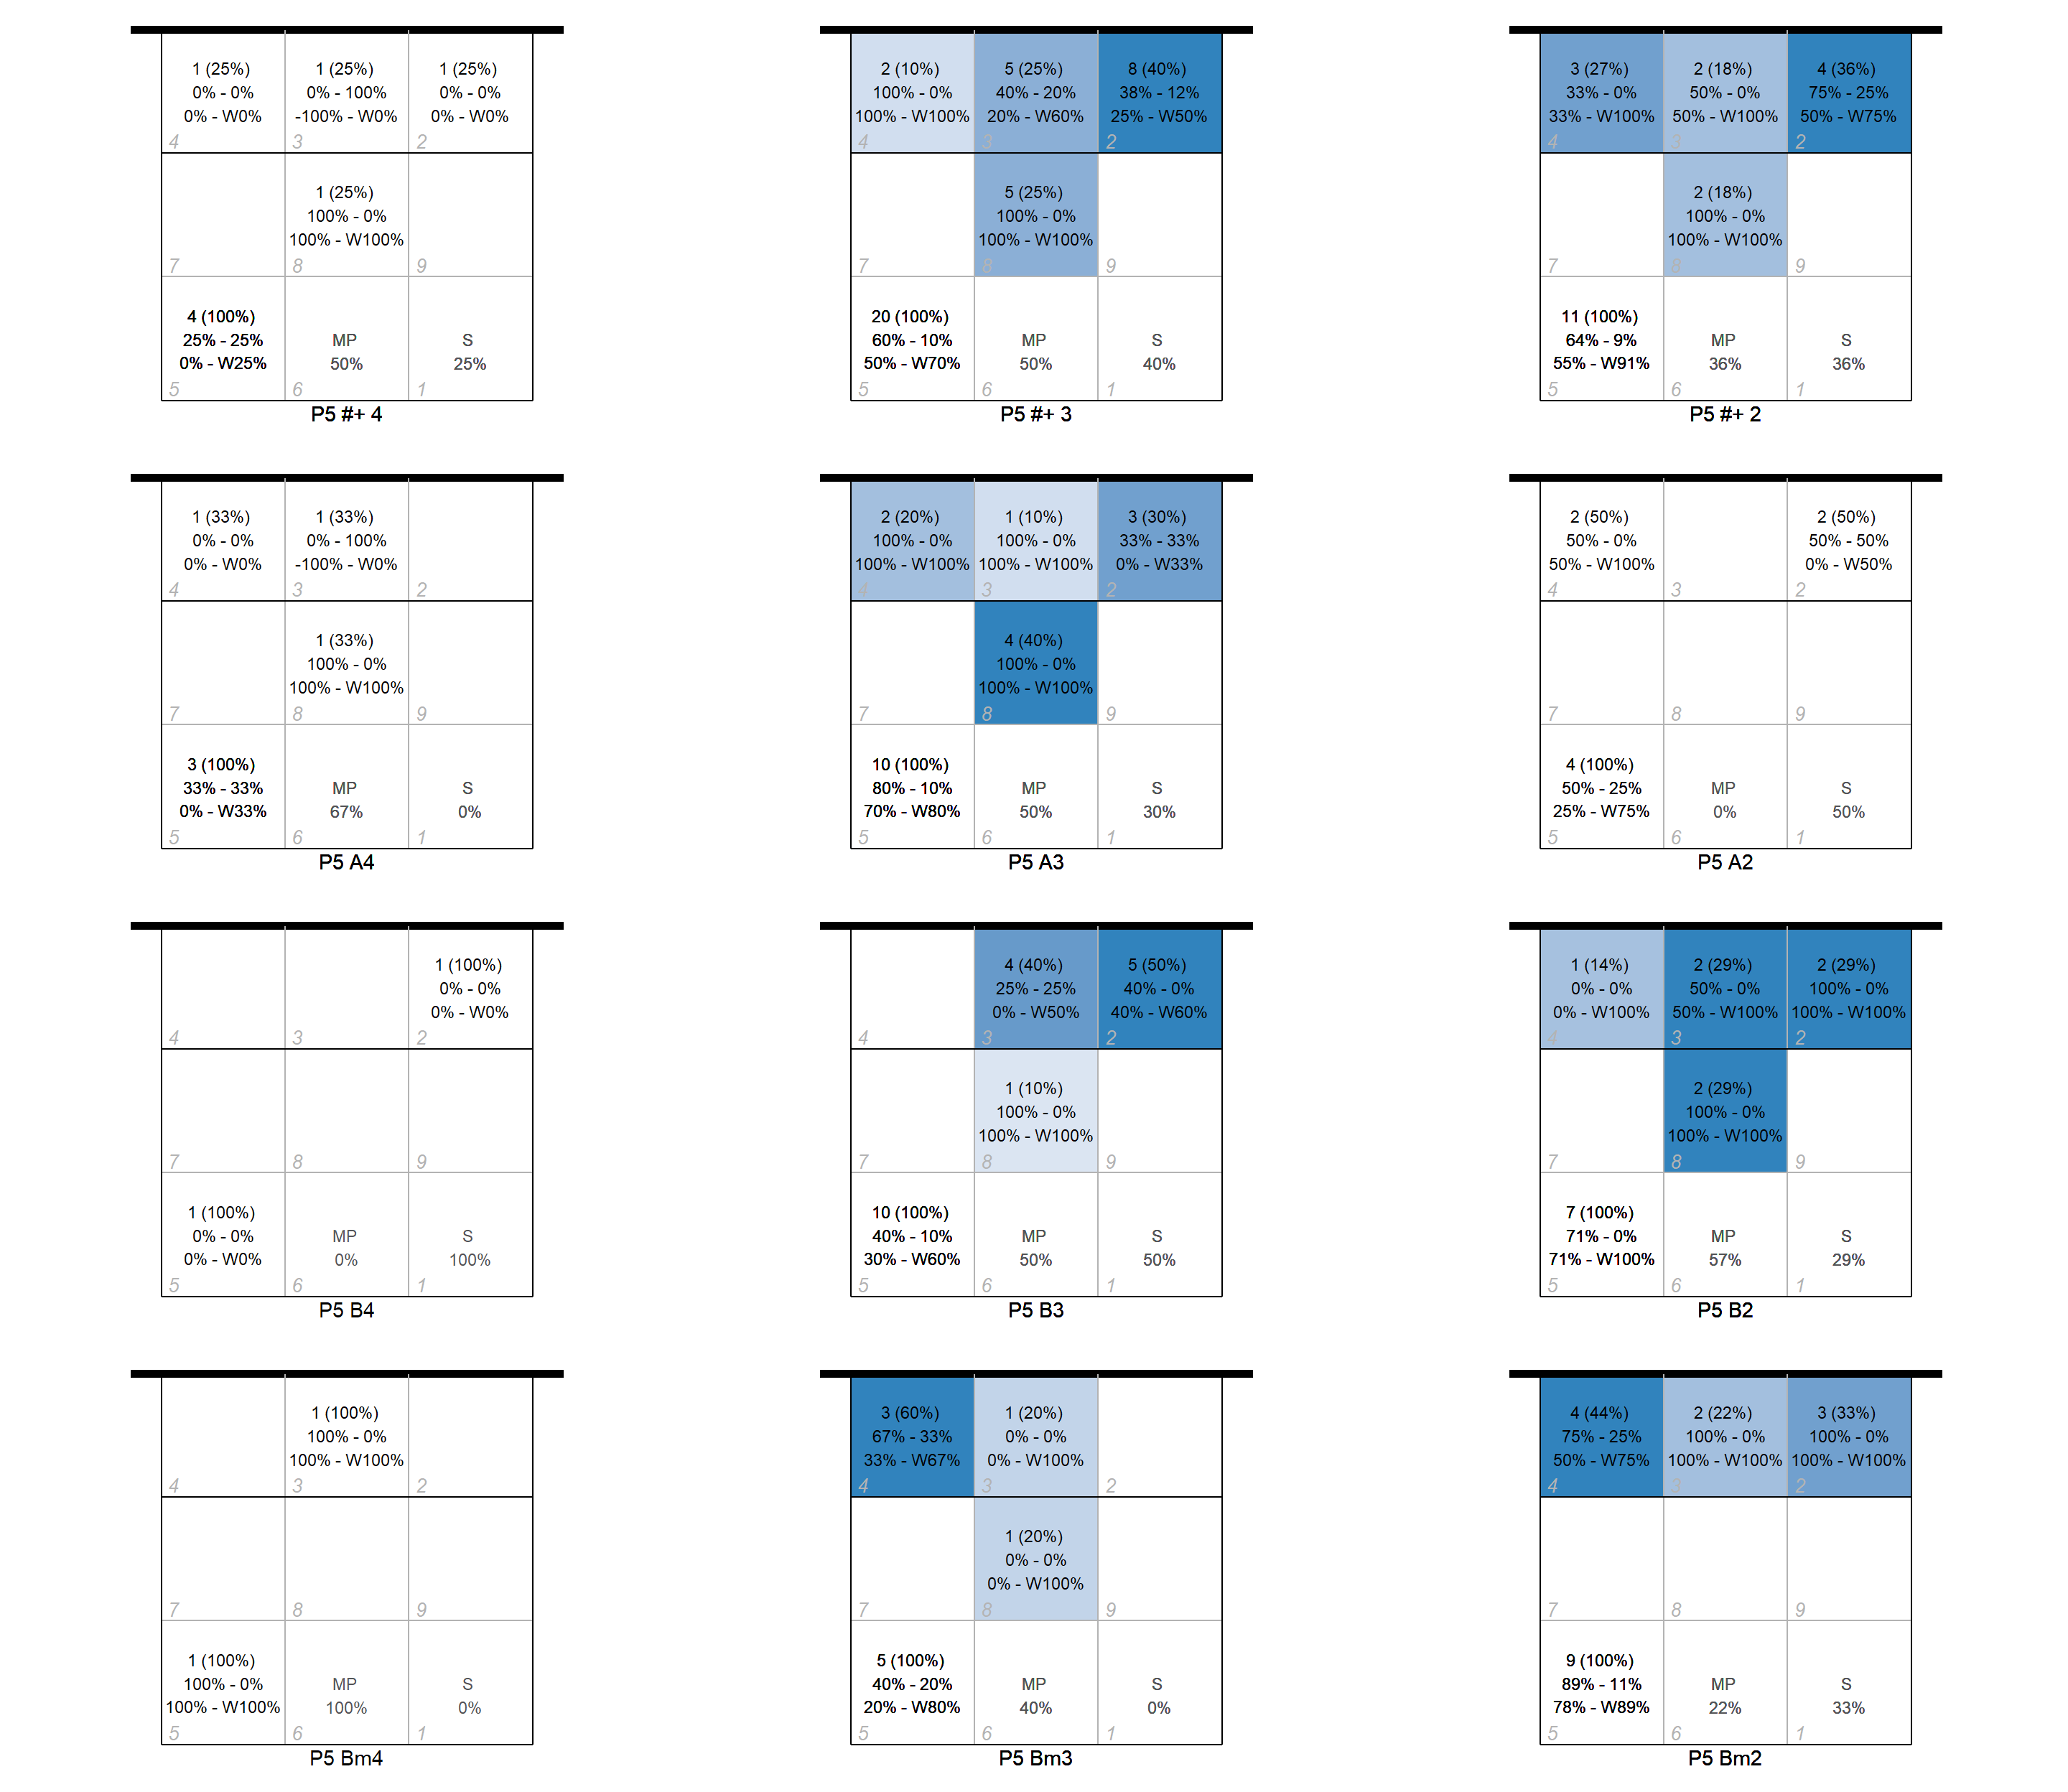 1 (25%)
0% - 0%
0% - W0%
4
1 (25%)
0% - 100%
-100% - W0%
3
1 (25%)
0% - 0%
0% - W0%
2
7
1 (25%)
100% - 0%
100% - W100%
8
9
4 (100%)
25% - 25%
0% - W25%
5
MP
50%
6
S
25%
1
P5 #+ 4
2 (10%)
100% - 0%
100% - W100%
4
5 (25%)
40% - 20%
20% - W60%
3
8 (40%)
38% - 12%
25% - W50%
2
7
5 (25%)
100% - 0%
100% - W100%
8
9
20 (100%)
60% - 10%
50% - W70%
5
MP
50%
6
S
40%
1
P5 #+ 3
3 (27%)
33% - 0%
33% - W100%
4
2 (18%)
50% - 0%
50% - W100%
3
4 (36%)
75% - 25%
50% - W75%
2
7
2 (18%)
100% - 0%
100% - W100%
8
9
11 (100%)
64% - 9%
55% - W91%
5
MP
36%
6
S
36%
1
P5 #+ 2
1 (33%)
0% - 0%
0% - W0%
4
1 (33%)
0% - 100%
-100% - W0%
3
2
7
1 (33%)
100% - 0%
100% - W100%
8
9
3 (100%)
33% - 33%
0% - W33%
5
MP
67%
6
S
0%
1
P5 A4
2 (20%)
100% - 0%
100% - W100%
4
1 (10%)
100% - 0%
100% - W100%
3
3 (30%)
33% - 33%
0% - W33%
2
7
4 (40%)
100% - 0%
100% - W100%
8
9
10 (100%)
80% - 10%
70% - W80%
5
MP
50%
6
S
30%
1
P5 A3
2 (50%)
50% - 0%
50% - W100%
4
3
2 (50%)
50% - 50%
0% - W50%
2
7
8
9
4 (100%)
50% - 25%
25% - W75%
5
MP
0%
6
S
50%
1
P5 A2
4
3
1 (100%)
0% - 0%
0% - W0%
2
7
8
9
1 (100%)
0% - 0%
0% - W0%
5
MP
0%
6
S
100%
1
P5 B4
4
4 (40%)
25% - 25%
0% - W50%
3
5 (50%)
40% - 0%
40% - W60%
2
7
1 (10%)
100% - 0%
100% - W100%
8
9
10 (100%)
40% - 10%
30% - W60%
5
MP
50%
6
S
50%
1
P5 B3
1 (14%)
0% - 0%
0% - W100%
4
2 (29%)
50% - 0%
50% - W100%
3
2 (29%)
100% - 0%
100% - W100%
2
7
2 (29%)
100% - 0%
100% - W100%
8
9
7 (100%)
71% - 0%
71% - W100%
5
MP
57%
6
S
29%
1
P5 B2
4
1 (100%)
100% - 0%
100% - W100%
3
2
7
8
9
1 (100%)
100% - 0%
100% - W100%
5
MP
100%
6
S
0%
1
P5 Bm4
3 (60%)
67% - 33%
33% - W67%
4
1 (20%)
0% - 0%
0% - W100%
3
2
7
1 (20%)
0% - 0%
0% - W100%
8
9
5 (100%)
40% - 20%
20% - W80%
5
MP
40%
6
S
0%
1
P5 Bm3
4 (44%)
75% - 25%
50% - W75%
4
2 (22%)
100% - 0%
100% - W100%
3
3 (33%)
100% - 0%
100% - W100%
2
7
8
9
9 (100%)
89% - 11%
78% - W89%
5
MP
22%
6
S
33%
1
P5 Bm2